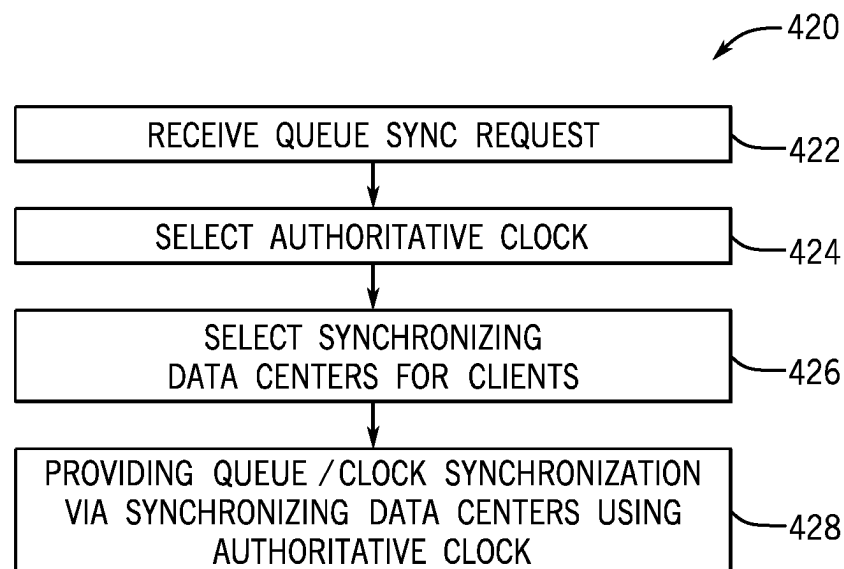 420
RECEIVE QUEUE SYNC REQUEST
422
SELECT AUTHORITATIVE CLOCK
424
SELECT SYNCHRONIZING
DATA CENTERS FOR CLIENTS
426
PROVIDING QUEUE / CLOCK SYNCHRONIZATION
VIA SYNCHRONIZING DATA CENTERS USING
AUTHORITATIVE CLOCK
428